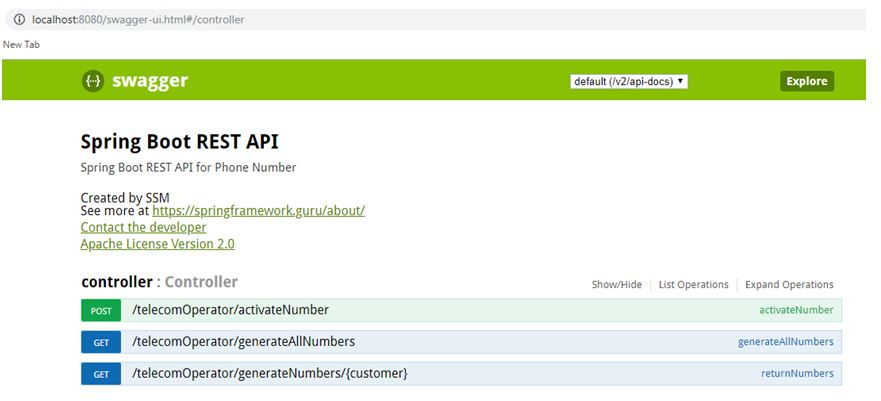 localhost:8080/swagger-ui.html#/controller
New Tab
{···} swagger
default (/v2/api-docs) ▼
Explore
Spring Boot REST API
Spring Boot REST API for Phone Number
Created by SSM
See more at https://springframework.guru/about/
Contact the developer
Apache License Version 2.0
controller : Controller
Show/Hide
List Operations
Expand Operations
POST /telecomOperator/activateNumber activateNumber
GET /telecomOperator/generateAllNumbers generateAllNumbers
GET /telecomOperator/generateNumbers/{customer} returnNumbers